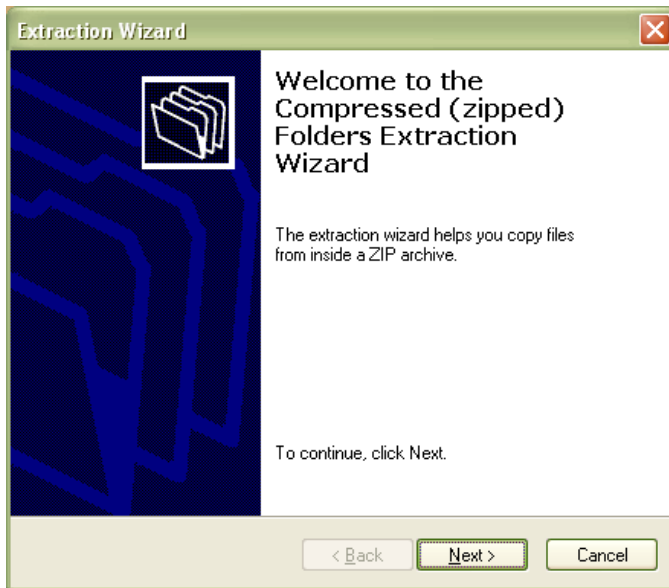 Extraction Wizard
Welcome to the
Compressed (zipped)
Folders Extraction
Wizard
The extraction wizard helps you copy files
from inside a ZIP archive.
To continue, click Next.
< Back
Next >
Cancel